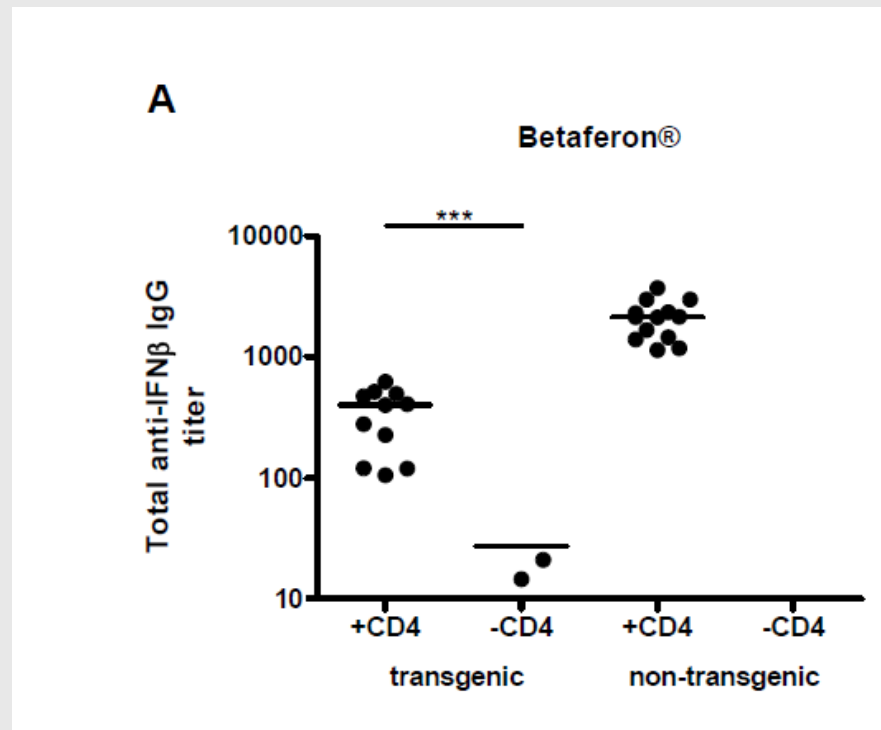 A
Betaferon®
***
10000
1000
100
10
Total anti-IFNβ IgG
titer
+CD4 -CD4 +CD4 -CD4
transgenic non-transgenic